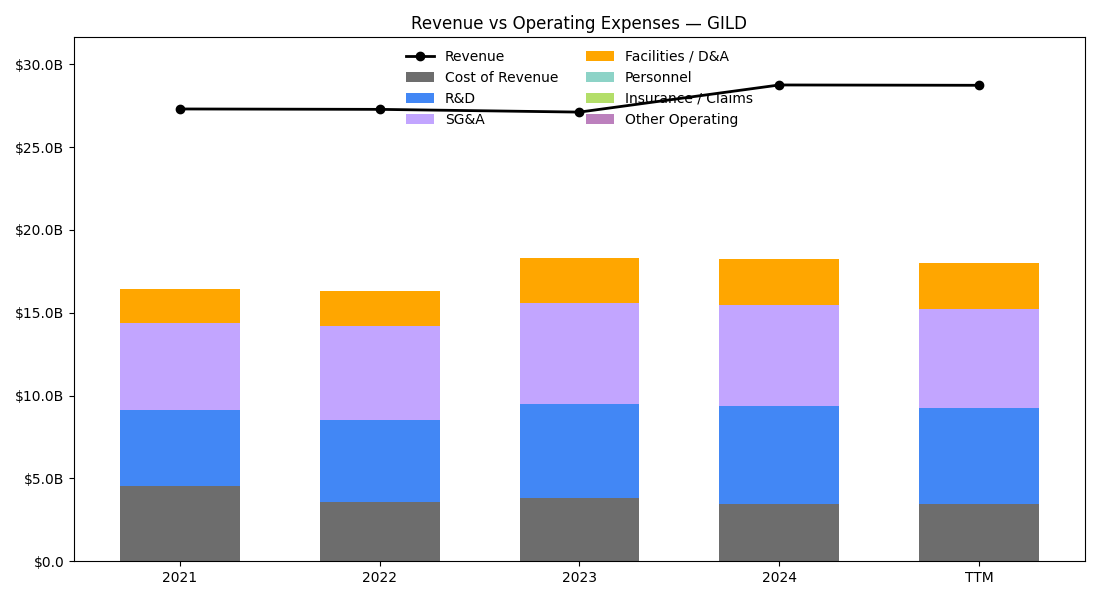 Revenue vs Operating Expenses — GILD
Revenue
Cost of Revenue
R&D
SG&A
Facilities / D&A
Personnel
Insurance / Claims
Other Operating
$30.0B
$25.0B
$20.0B
$15.0B
$10.0B
$5.0B
$0.0
2021
2022
2023
2024
TTM